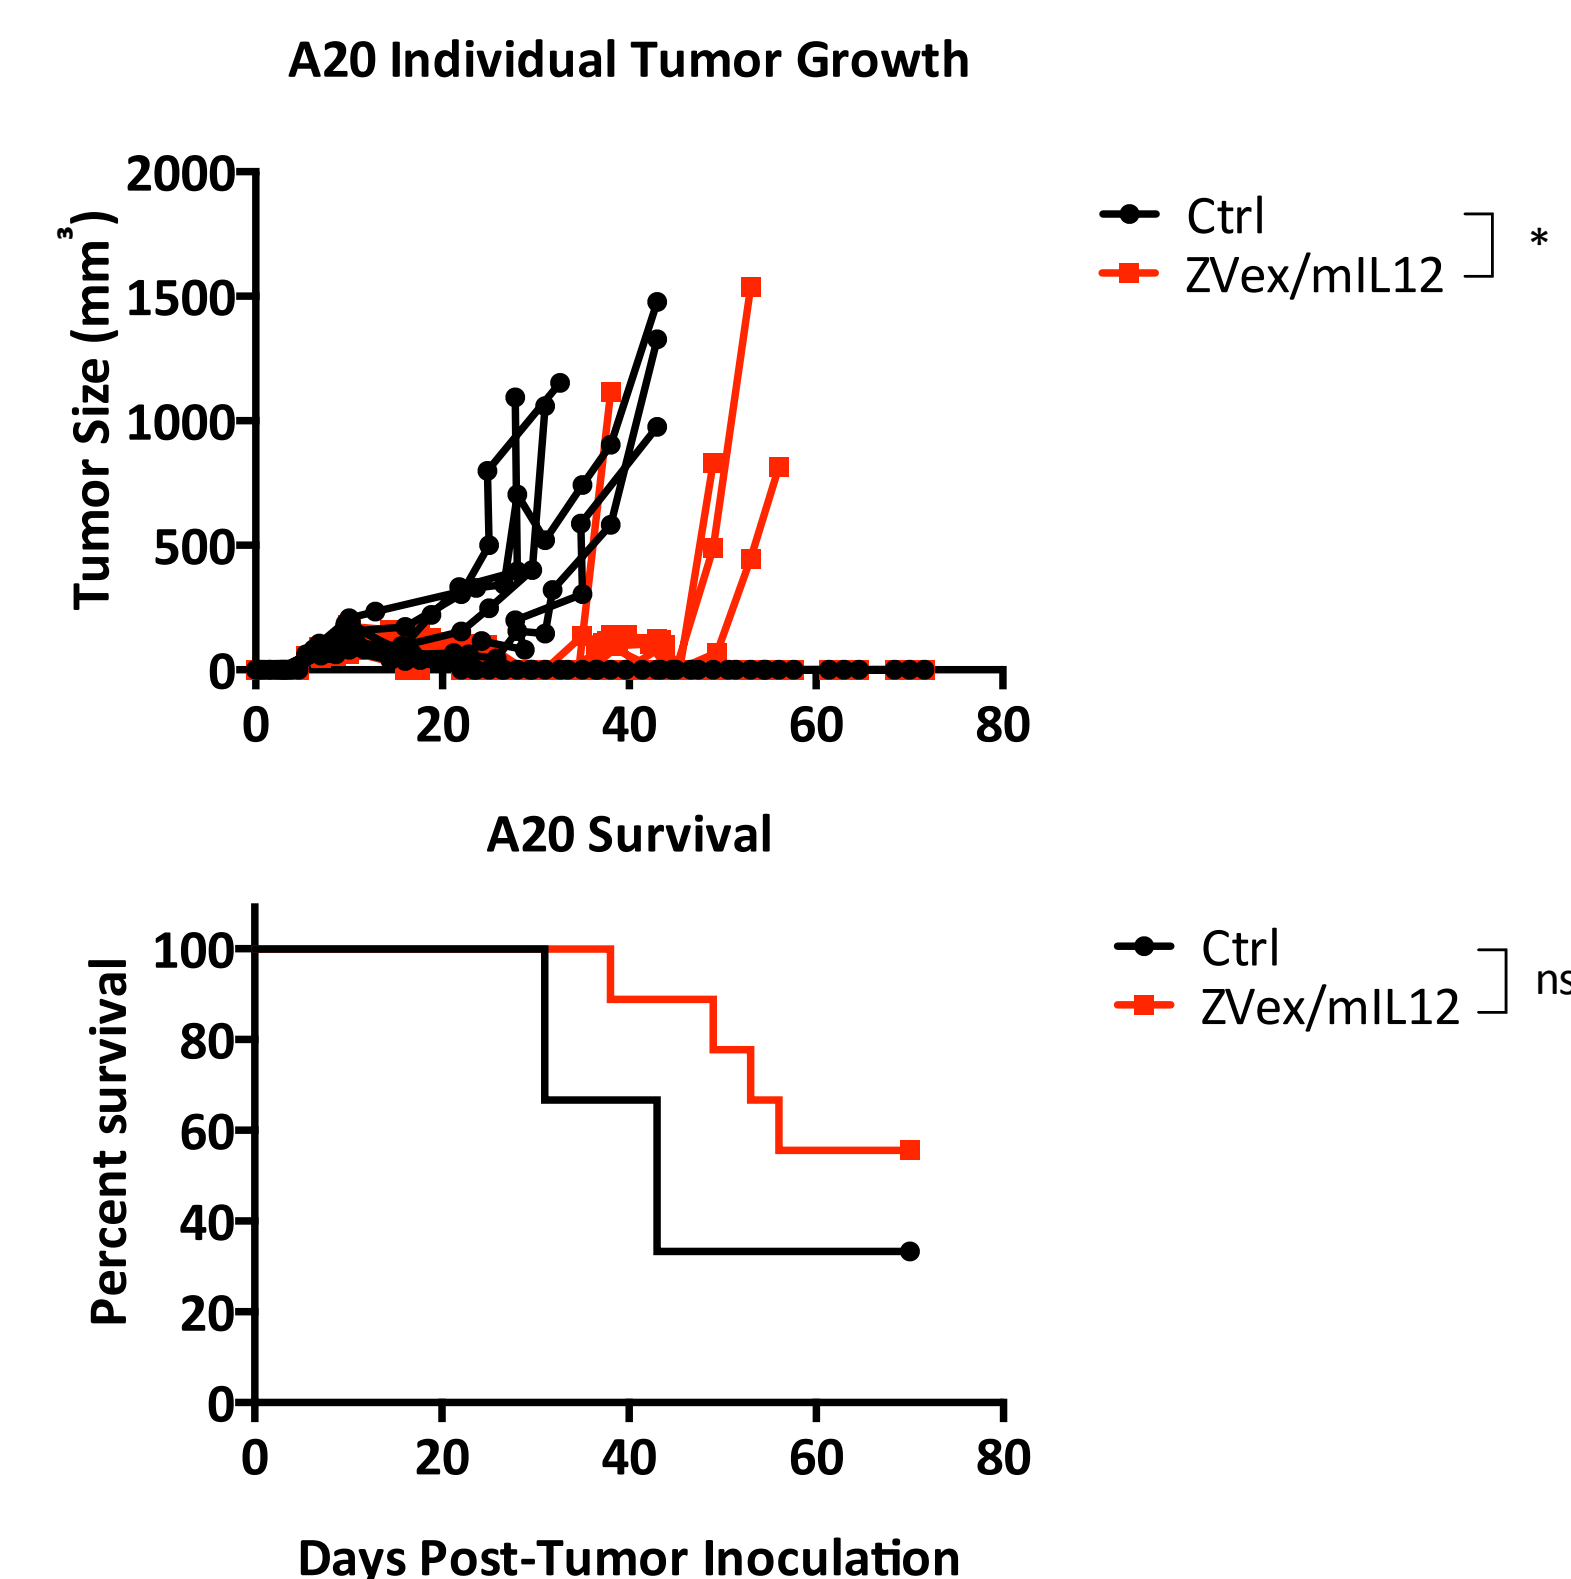 A20 Individual Tumor Growth
Tumor Size (mm³)
2000
1500
1000
500
0
0 20 40 60 80
Ctrl
ZVex/mIL12
*
A20 Survival
Percent survival
100
80
60
40
20
0
0 20 40 60 80
Ctrl
ZVex/mIL12
ns
Days Post-Tumor Inoculation